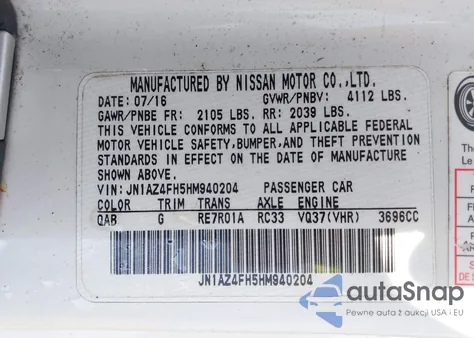 MANUFACTURED BY NISSAN MOTOR CO.,LTD.
DATE: 07/16 GVWR/PNBV: 4112 LBS.
GAWR/PNBE FR: 2105 LBS. RR: 2039 LBS.
THIS VEHICLE CONFORMS TO ALL APPLICABLE FEDERAL
MOTOR VEHICLE SAFETY,BUMPER,AND THEFT PREVENTION
STANDARDS IN EFFECT ON THE DATE OF MANUFACTURE
SHOWN ABOVE.
VIN: JN1AZ4FH5HM940204 PASSENGER CAR
COLOR TRIM TRANS AXLE ENGINE
QAB G RE7R01A RC33 VQ37(VHR) 3696CC
JN1AZ4FH5HM940204
The
Le
autoSnap
Pewne auta z aukcji USA i EU